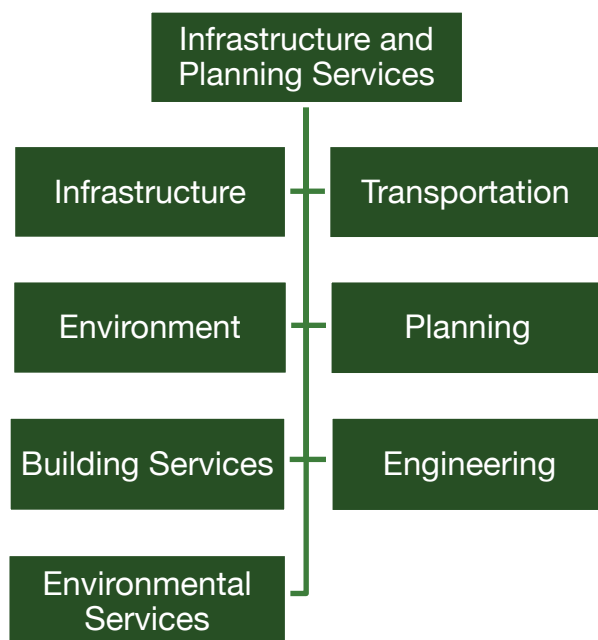 Infrastructure and
Planning Services
Infrastructure
Transportation
Environment
Planning
Building Services
Engineering
Environmental
Services